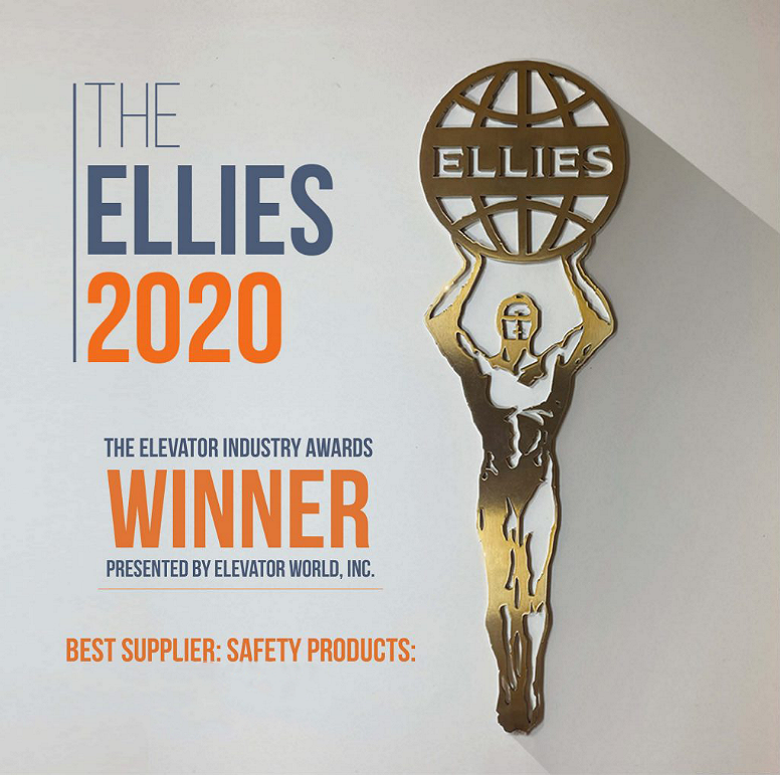 THE
ELLIES
2020
ELLIES
THE ELEVATOR INDUSTRY AWARDS
WINNER
PRESENTED BY ELEVATOR WORLD, INC.
BEST SUPPLIER: SAFETY PRODUCTS: